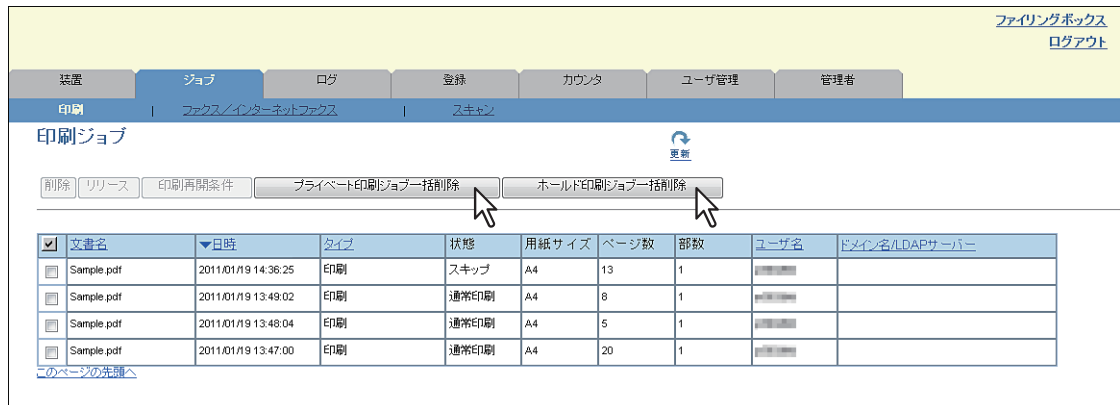 ファイリングボックス
ログアウト
装置 ジョブ ログ 登録 カウンタ ユーザ管理 管理者
印刷 | ファクス／インターネットファクス | スキャン
印刷ジョブ
更新
削除 リリース 印刷再開条件 プライベート印刷ジョブ一括削除 ホールド印刷ジョブ一括削除
文書名 ▼日時 タイプ 状態 用紙サイズ ページ数 部数 ユーザ名 ドメイン名/LDAPサーバー
Sample.pdf 2011/01/19 14:36:25 印刷 スキップ A4 13 1
Sample.pdf 2011/01/19 13:49:02 印刷 通常印刷 A4 8 1
Sample.pdf 2011/01/19 13:48:04 印刷 通常印刷 A4 5 1
Sample.pdf 2011/01/19 13:47:00 印刷 通常印刷 A4 20 1
このページの先頭へ